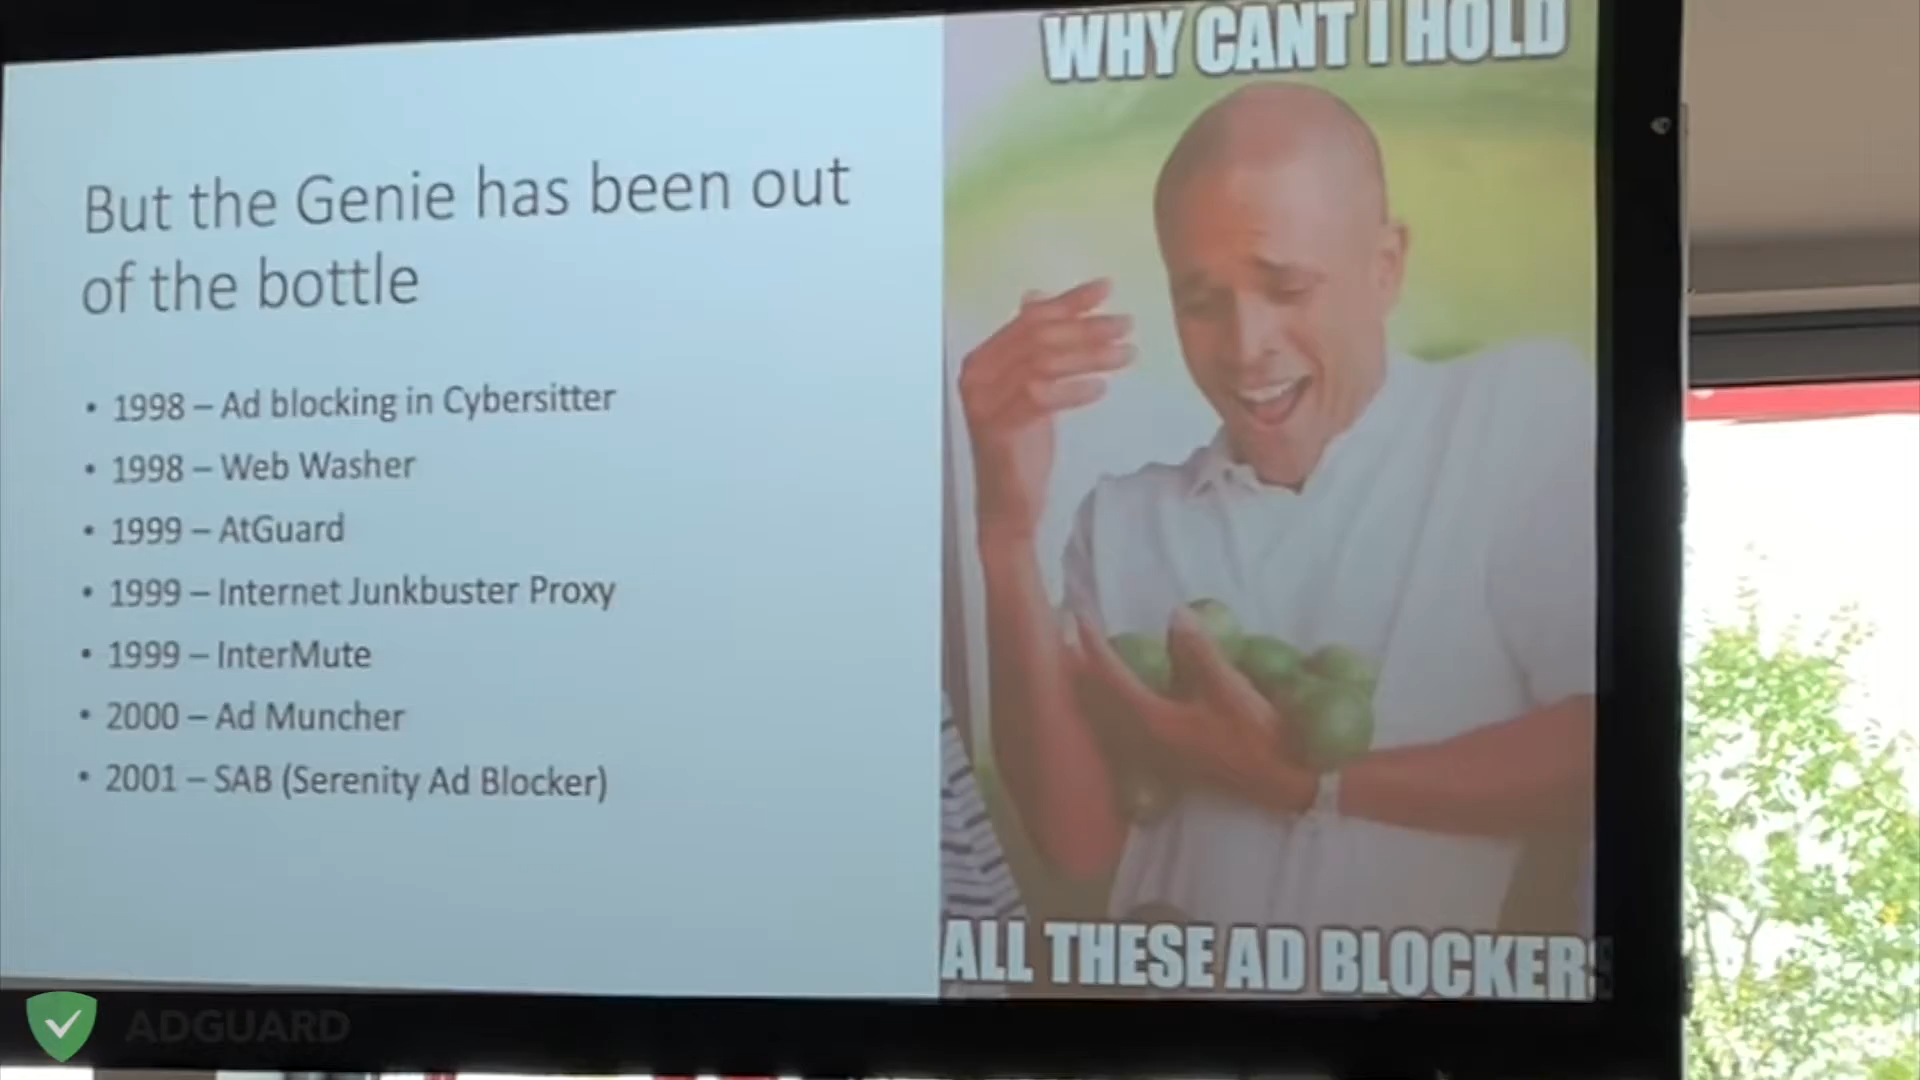 But the Genie has been out
of the bottle
• 1998 – Ad blocking in Cybersitter
• 1998 – Web Washer
• 1999 – AtGuard
• 1999 – Internet Junkbuster Proxy
• 1999 – InterMute
• 2000 – Ad Muncher
• 2001 – SAB (Serenity Ad Blocker)
WHY CANT I HOLD
ALL THESE AD BLOCKERS
ADGUARD